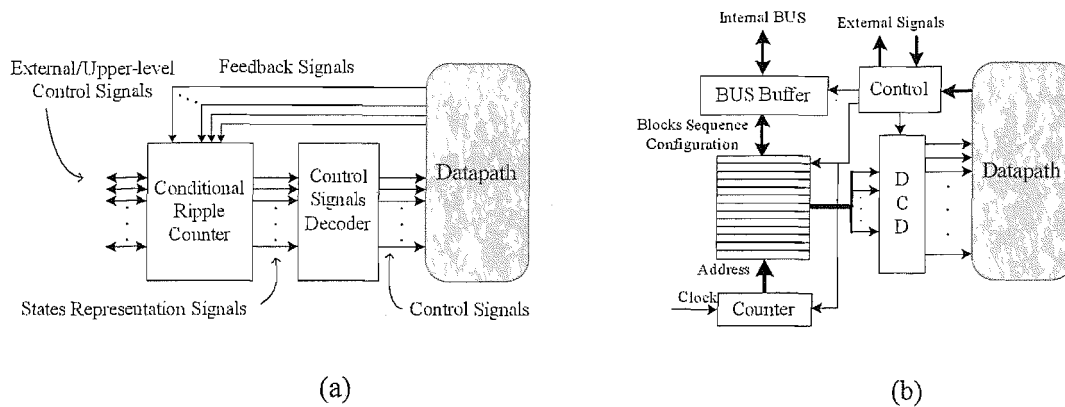 External/Upper-level
Control Signals
Feedback Signals
Conditional
Ripple
Counter
Control
Signals
Decoder
Datapath
States Representation Signals
Control Signals
(a)
Internal BUS
External Signals
BUS Buffer
Control
Blocks Sequence
Configuration
D
C
D
Datapath
Address
Clock
Counter
(b)